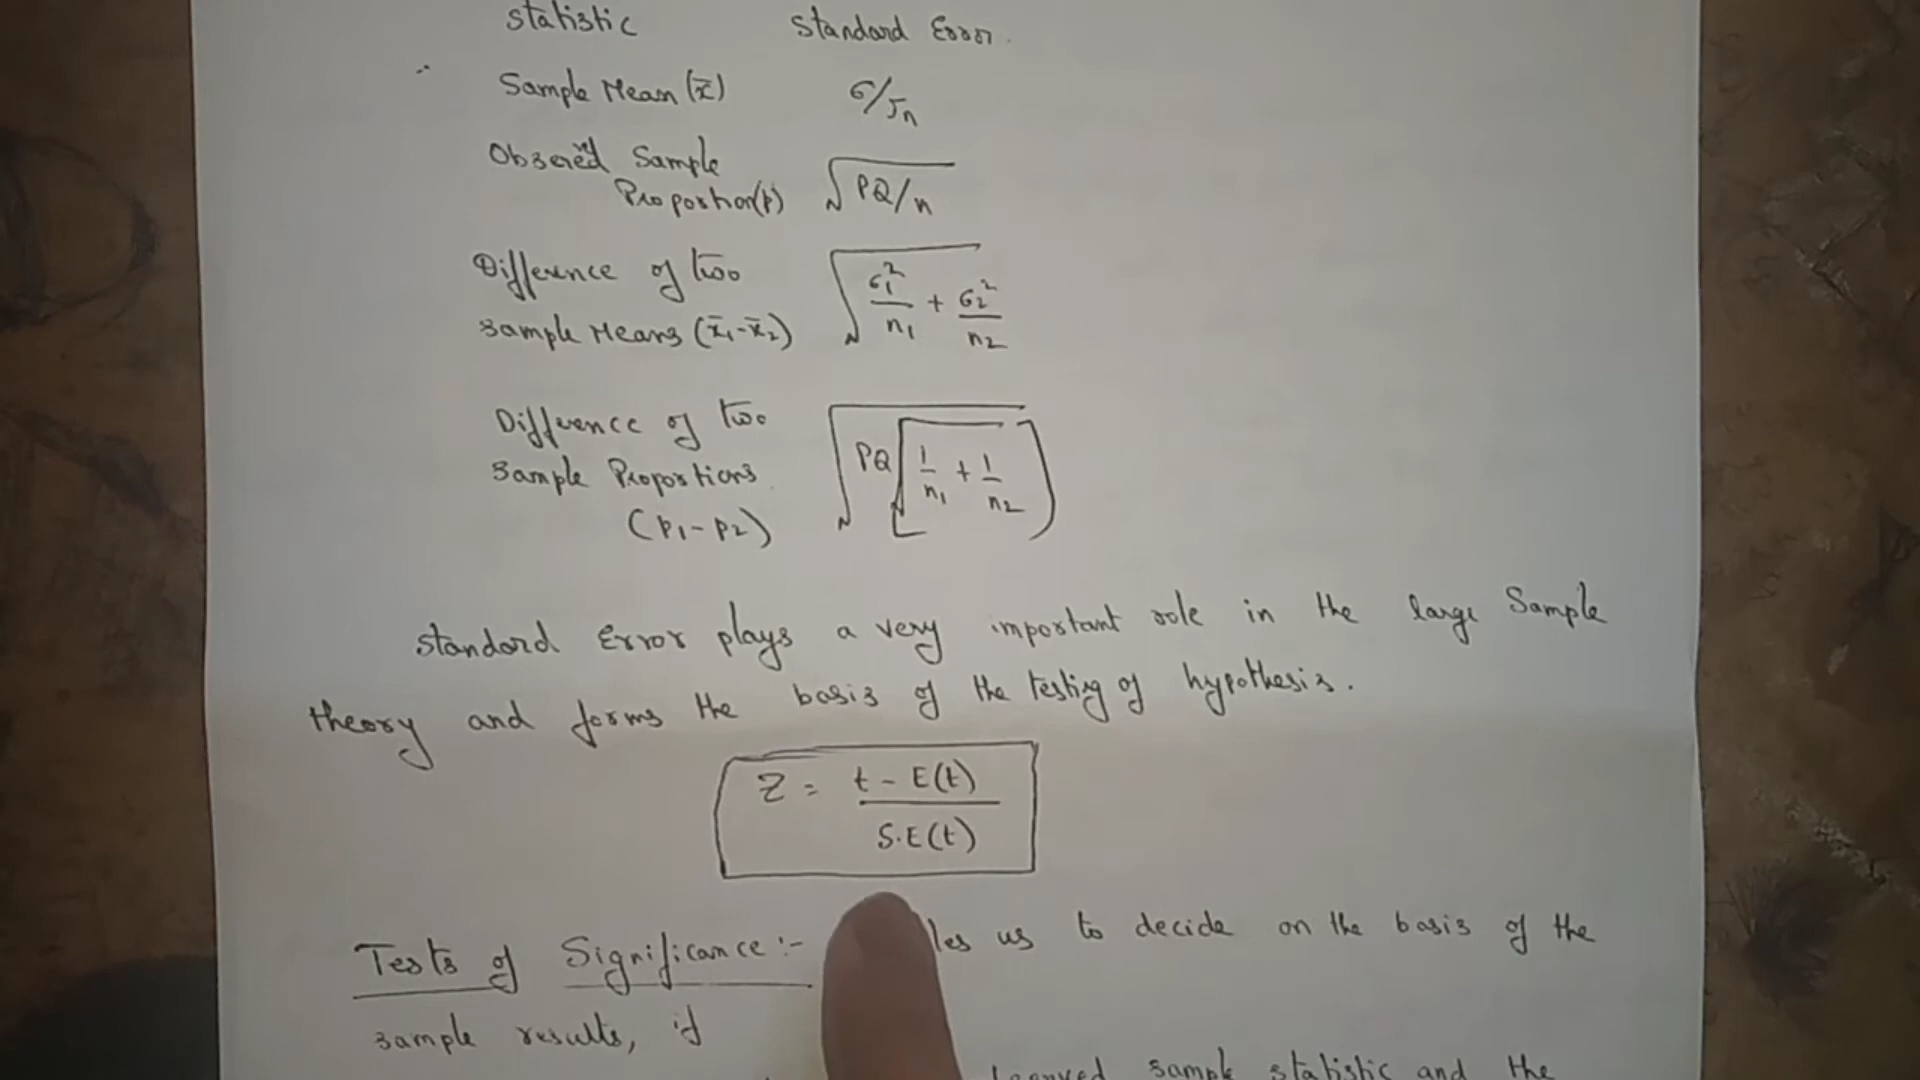 Statistic Standard Error.
Sample Mean (x̄) σ/√n
Observed Sample
Proportion(p) √PQ/n
Difference of two
Sample Means (x̄₁-x̄₂) √σ₁²/n₁ + σ₂²/n₂
Difference of two
Sample Proportions
(P₁-P₂) √PQ[1/n₁ + 1/n₂)
Standard Error plays a very important role in the large Sample
theory and forms the basis of the testing of hypothesis.
Z = t - E(t) / S.E(t)
Tests of Significance :- us to decide on the basis of the
sample results, if
sample statistic and the